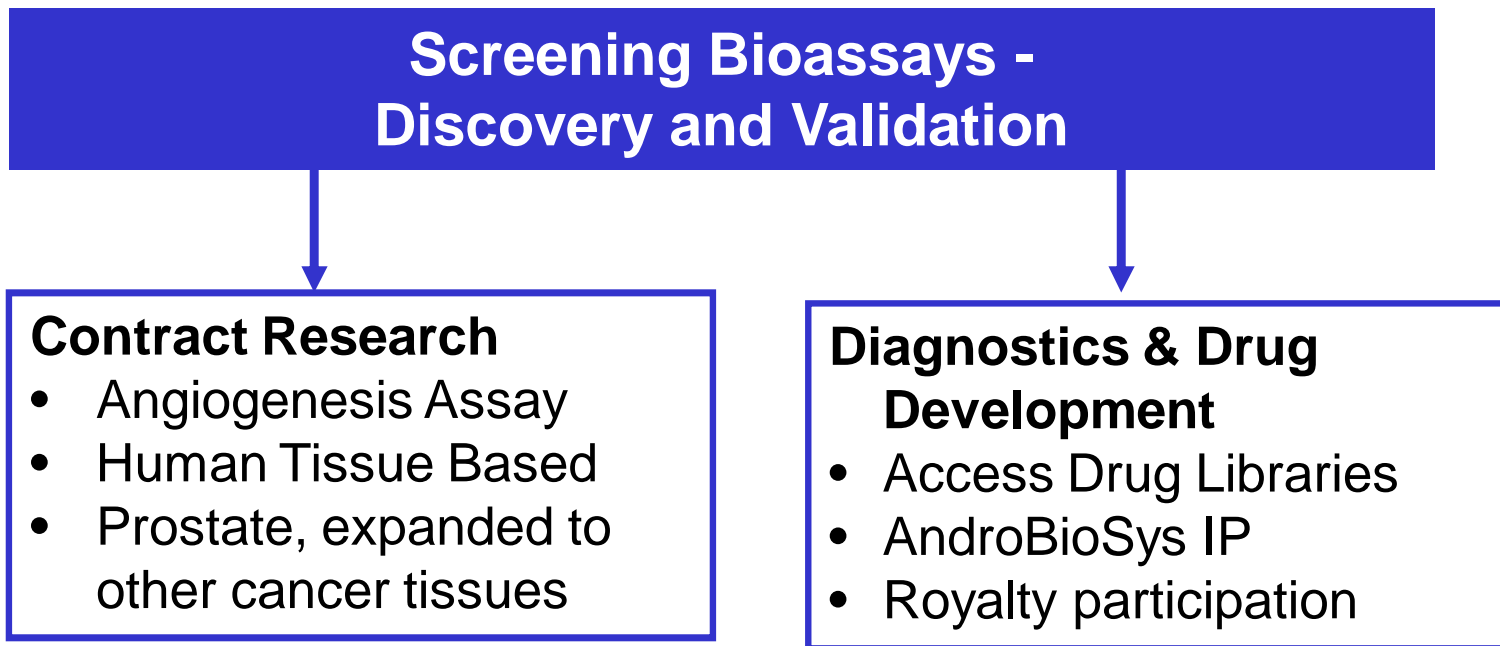 Screening Bioassays -
Discovery and Validation
Contract Research
• Angiogenesis Assay
• Human Tissue Based
• Prostate, expanded to
other cancer tissues
Diagnostics & Drug
Development
• Access Drug Libraries
• AndroBioSys IP
• Royalty participation